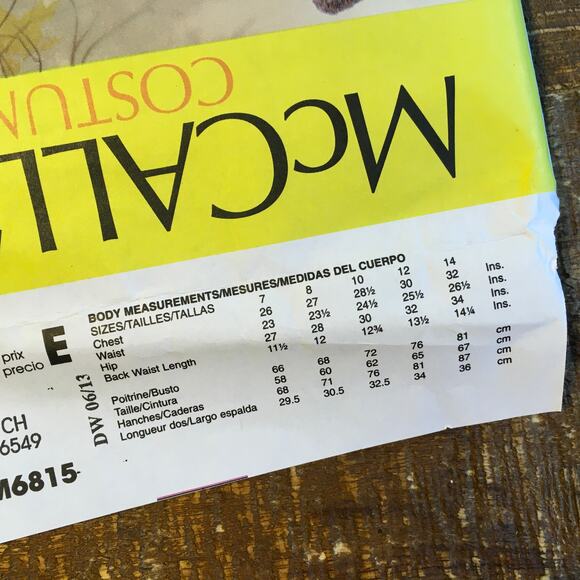 COSTUM
McCALL'
BODY MEASUREMENTS/MESURES/MEDIDAS DEL CUERPO
SIZES/TAILLES/TALLAS 7 8 10 12 14
Chest 26 27 28½ 30 32 Ins.
Waist 23 23½ 24½ 25½ 26½ Ins.
Hip 27 28 30 32 34 Ins.
Back Waist Length 11½ 12 12¾ 13½ 14¼ Ins.
Poitrine/Busto 66 68 72 76 81 cm
Taille/Cintura 58 60 62 65 67 cm
Hanches/Caderas 68 71 76 81 87 cm
Longueur dos/Largo espalda 29.5 30.5 32.5 34 36 cm
prix
precio E
DW 06/13
CH
6549
M6815